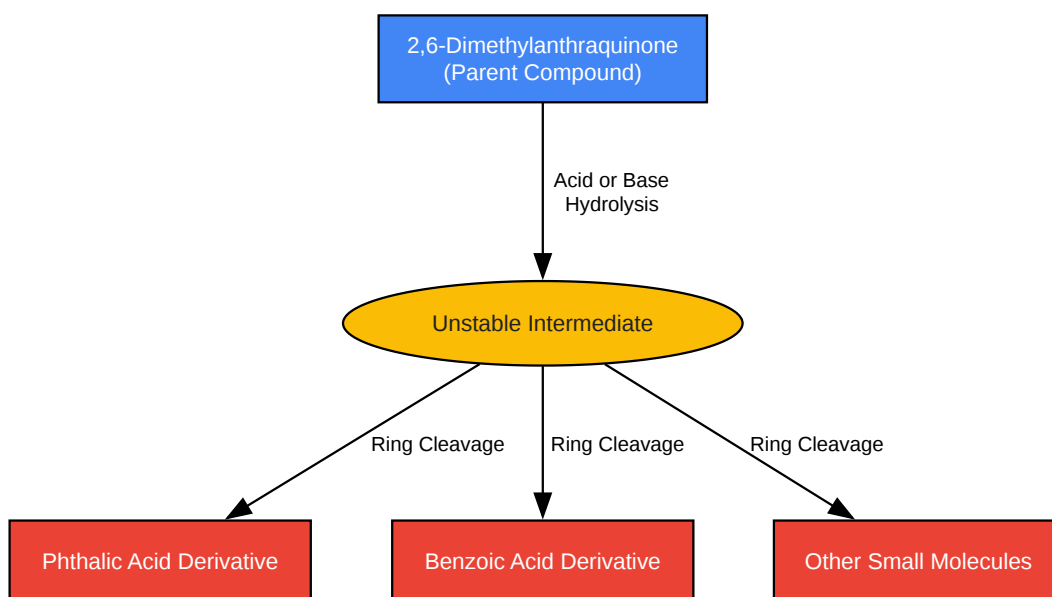 2,6-Dimethylanthraquinone
(Parent Compound)
Acid or Base
Hydrolysis
Unstable Intermediate
Ring Cleavage
Ring Cleavage
Ring Cleavage
Phthalic Acid Derivative
Benzoic Acid Derivative
Other Small Molecules